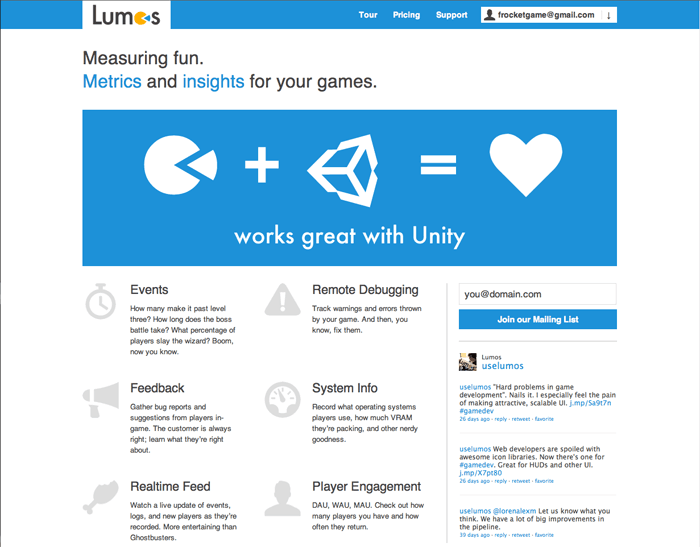 Lumos
Tour Pricing Support frocketgame@gmail.com ↓
Measuring fun.
Metrics and insights for your games.
+ =
works great with Unity
Events
How many make it past level
three? How long does the boss
battle take? What percentage of
players slay the wizard? Boom,
now you know.
Remote Debugging
Track warnings and errors thrown
by your game. And then, you
know, fix them.
Feedback
Gather bug reports and
suggestions from players in-
game. The customer is always
right; learn what they're right
about.
System Info
Record what operating systems
players use, how much VRAM
they're packing, and other nerdy
goodness.
Realtime Feed
Watch a live update of events,
logs, and new players as they're
recorded. More entertaining than
Ghostbusters.
Player Engagement
DAU, WAU, MAU. Check out how
many players you have and how
often they return.
you@domain.com
Join our Mailing List
Lumos
uselumos
uselumos "Hard problems in game
development". Nails it. I especially feel the pain
of making attractive, scalable UI. j.mp/Sa9t7n
#gamedev
26 days ago · reply · retweet · favorite
uselumos Web developers are spoiled with
awesome icon libraries. Now there's one for
#gamedev. Great for HUDs and other UI.
j.mp/X7pt80
26 days ago · reply · retweet · favorite
uselumos @lorenalexm Let us know what you
think. We have a lot of big improvements in
the pipeline.
39 days ago · reply · retweet · favorite